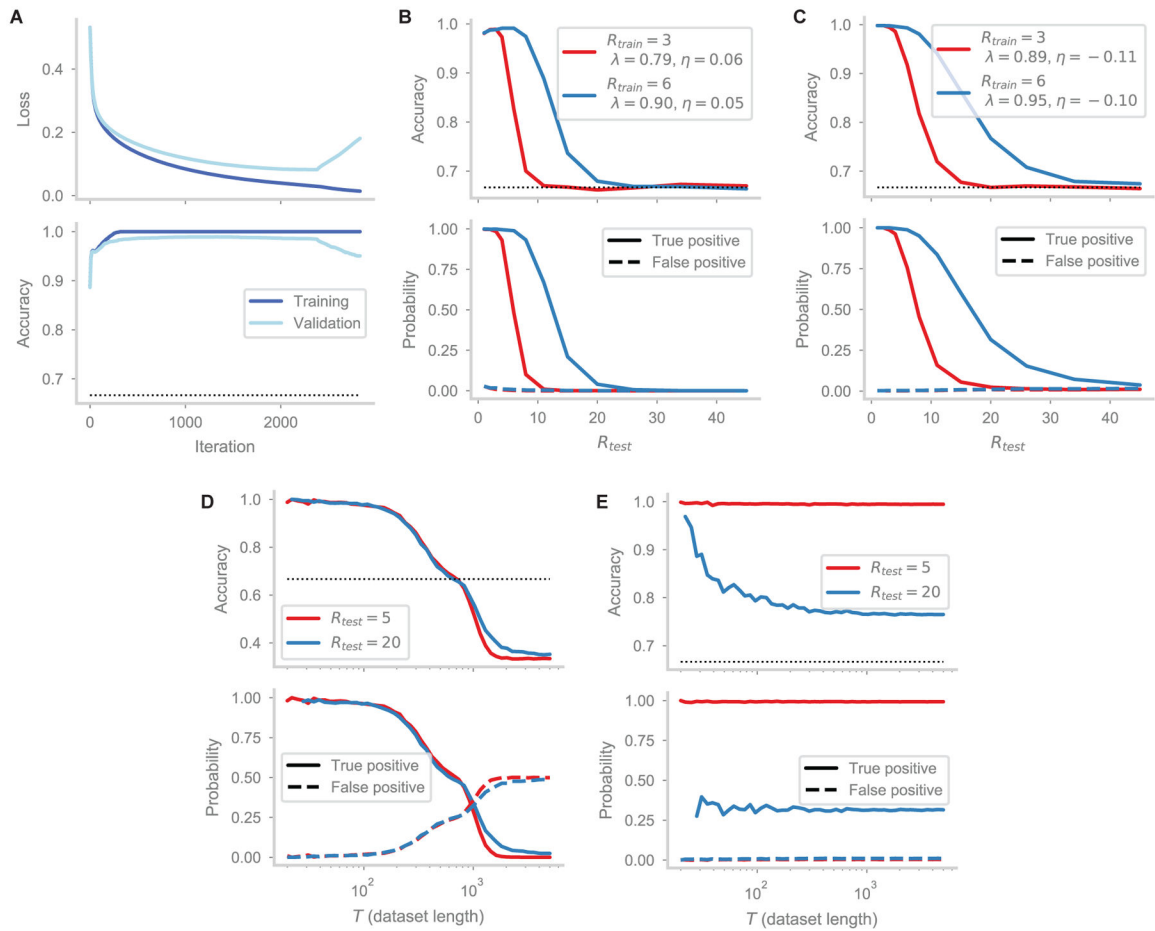 A
Loss
0.4
0.2
0.0
Accuracy
1.0
0.9
0.8
0.7
Training
Validation
0
1000
2000
Iteration
B
Accuracy
1.0
0.9
0.8
0.7
R_train = 3
λ = 0.79, η = 0.06
R_train = 6
λ = 0.90, η = 0.05
Probability
1.00
0.75
0.50
0.25
0.00
True positive
False positive
0
10
20
30
40
R_test
C
Accuracy
1.0
0.9
0.8
0.7
R_train = 3
λ = 0.89, η = −0.11
R_train = 6
λ = 0.95, η = −0.10
Probability
1.00
0.75
0.50
0.25
0.00
True positive
False positive
0
10
20
30
40
R_test
D
Accuracy
1.0
0.8
0.6
0.4
R_test = 5
R_test = 20
Probability
1.00
0.75
0.50
0.25
0.00
True positive
False positive
10²
10³
T (dataset length)
E
Accuracy
1.0
0.9
0.8
0.7
R_test = 5
R_test = 20
Probability
1.00
0.75
0.50
0.25
0.00
True positive
False positive
10²
10³
T (dataset length)